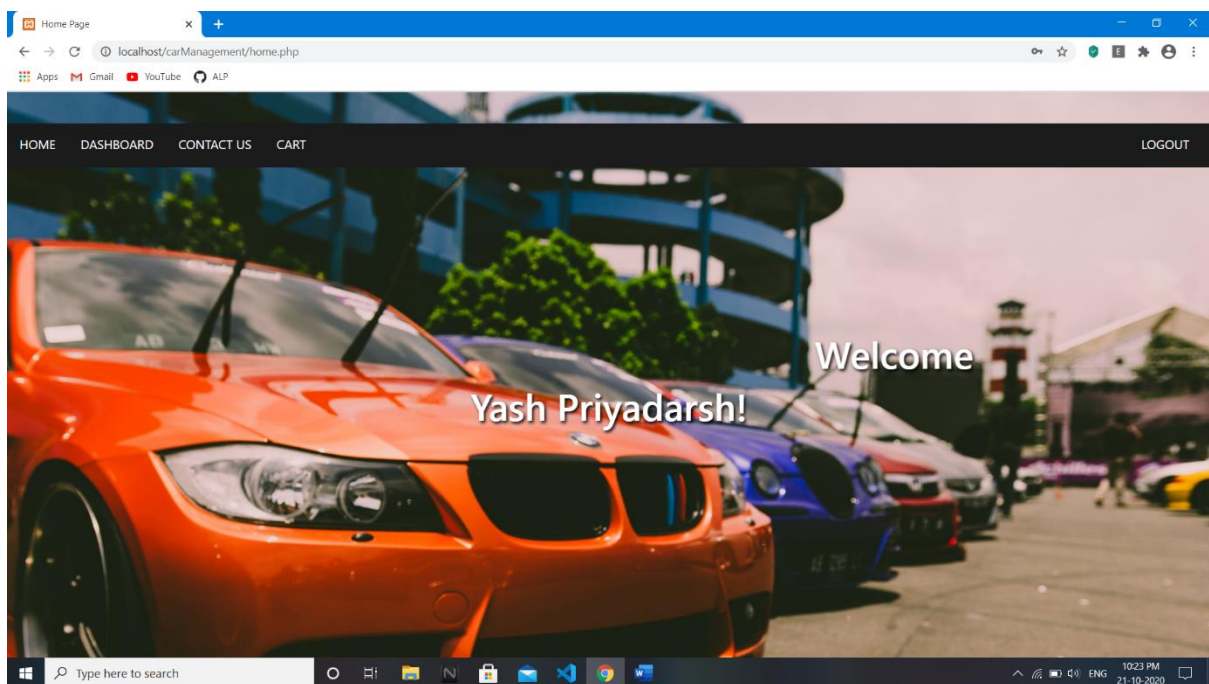 Home Page
localhost/carManagement/home.php
Apps Gmail YouTube ALP
HOME DASHBOARD CONTACT US CART LOGOUT
Welcome
Yash Priyadarsh!
Type here to search
ENG
10:23 PM
21-10-2020